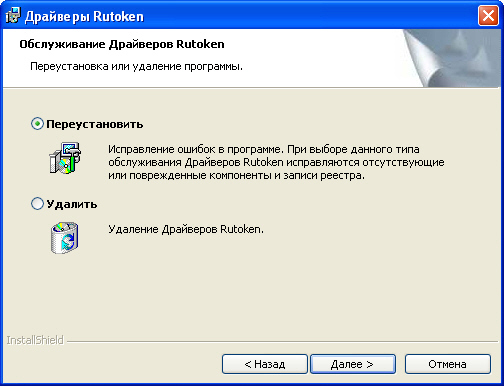 Драйверы Rutoken
Обслуживание Драйверов Rutoken
Переустановка или удаление программы.
Переустановить
Исправление ошибок в программе. При выборе данного типа
обслуживания Драйверов Rutoken исправляются отсутствующие
или поврежденные компоненты и записи реестра.
Удалить
Удаление Драйверов Rutoken.
InstallShield
< Назад
Далее >
Отмена